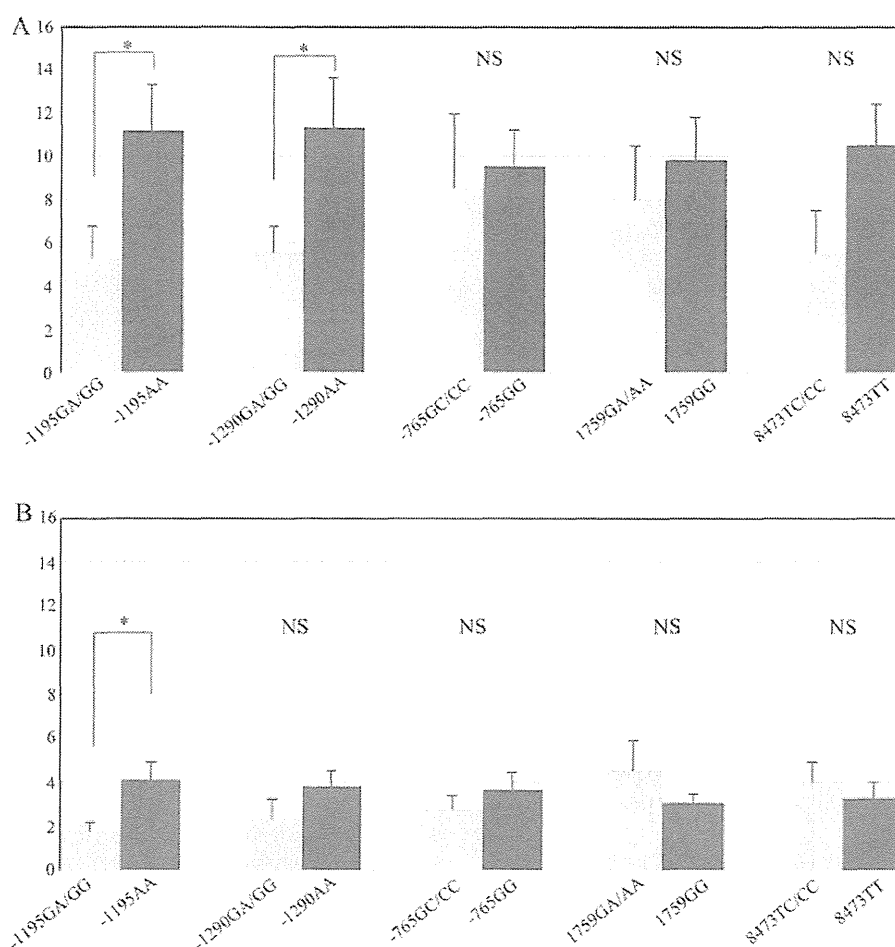 A
16
14
12
10
8
6
4
2
0
*
*
NS
NS
NS
-1195GA/GG
-1195AA
-1290GA/GG
-1290AA
-765GC/CC
-765GG
1759GA/AA
1759GG
8473TC/CC
8473TT
B
16
14
12
10
8
6
4
2
0
*
NS
NS
NS
NS
-1195GA/GG
-1195AA
-1290GA/GG
-1290AA
-765GC/CC
-765GG
1759GA/AA
1759GG
8473TC/CC
8473TT